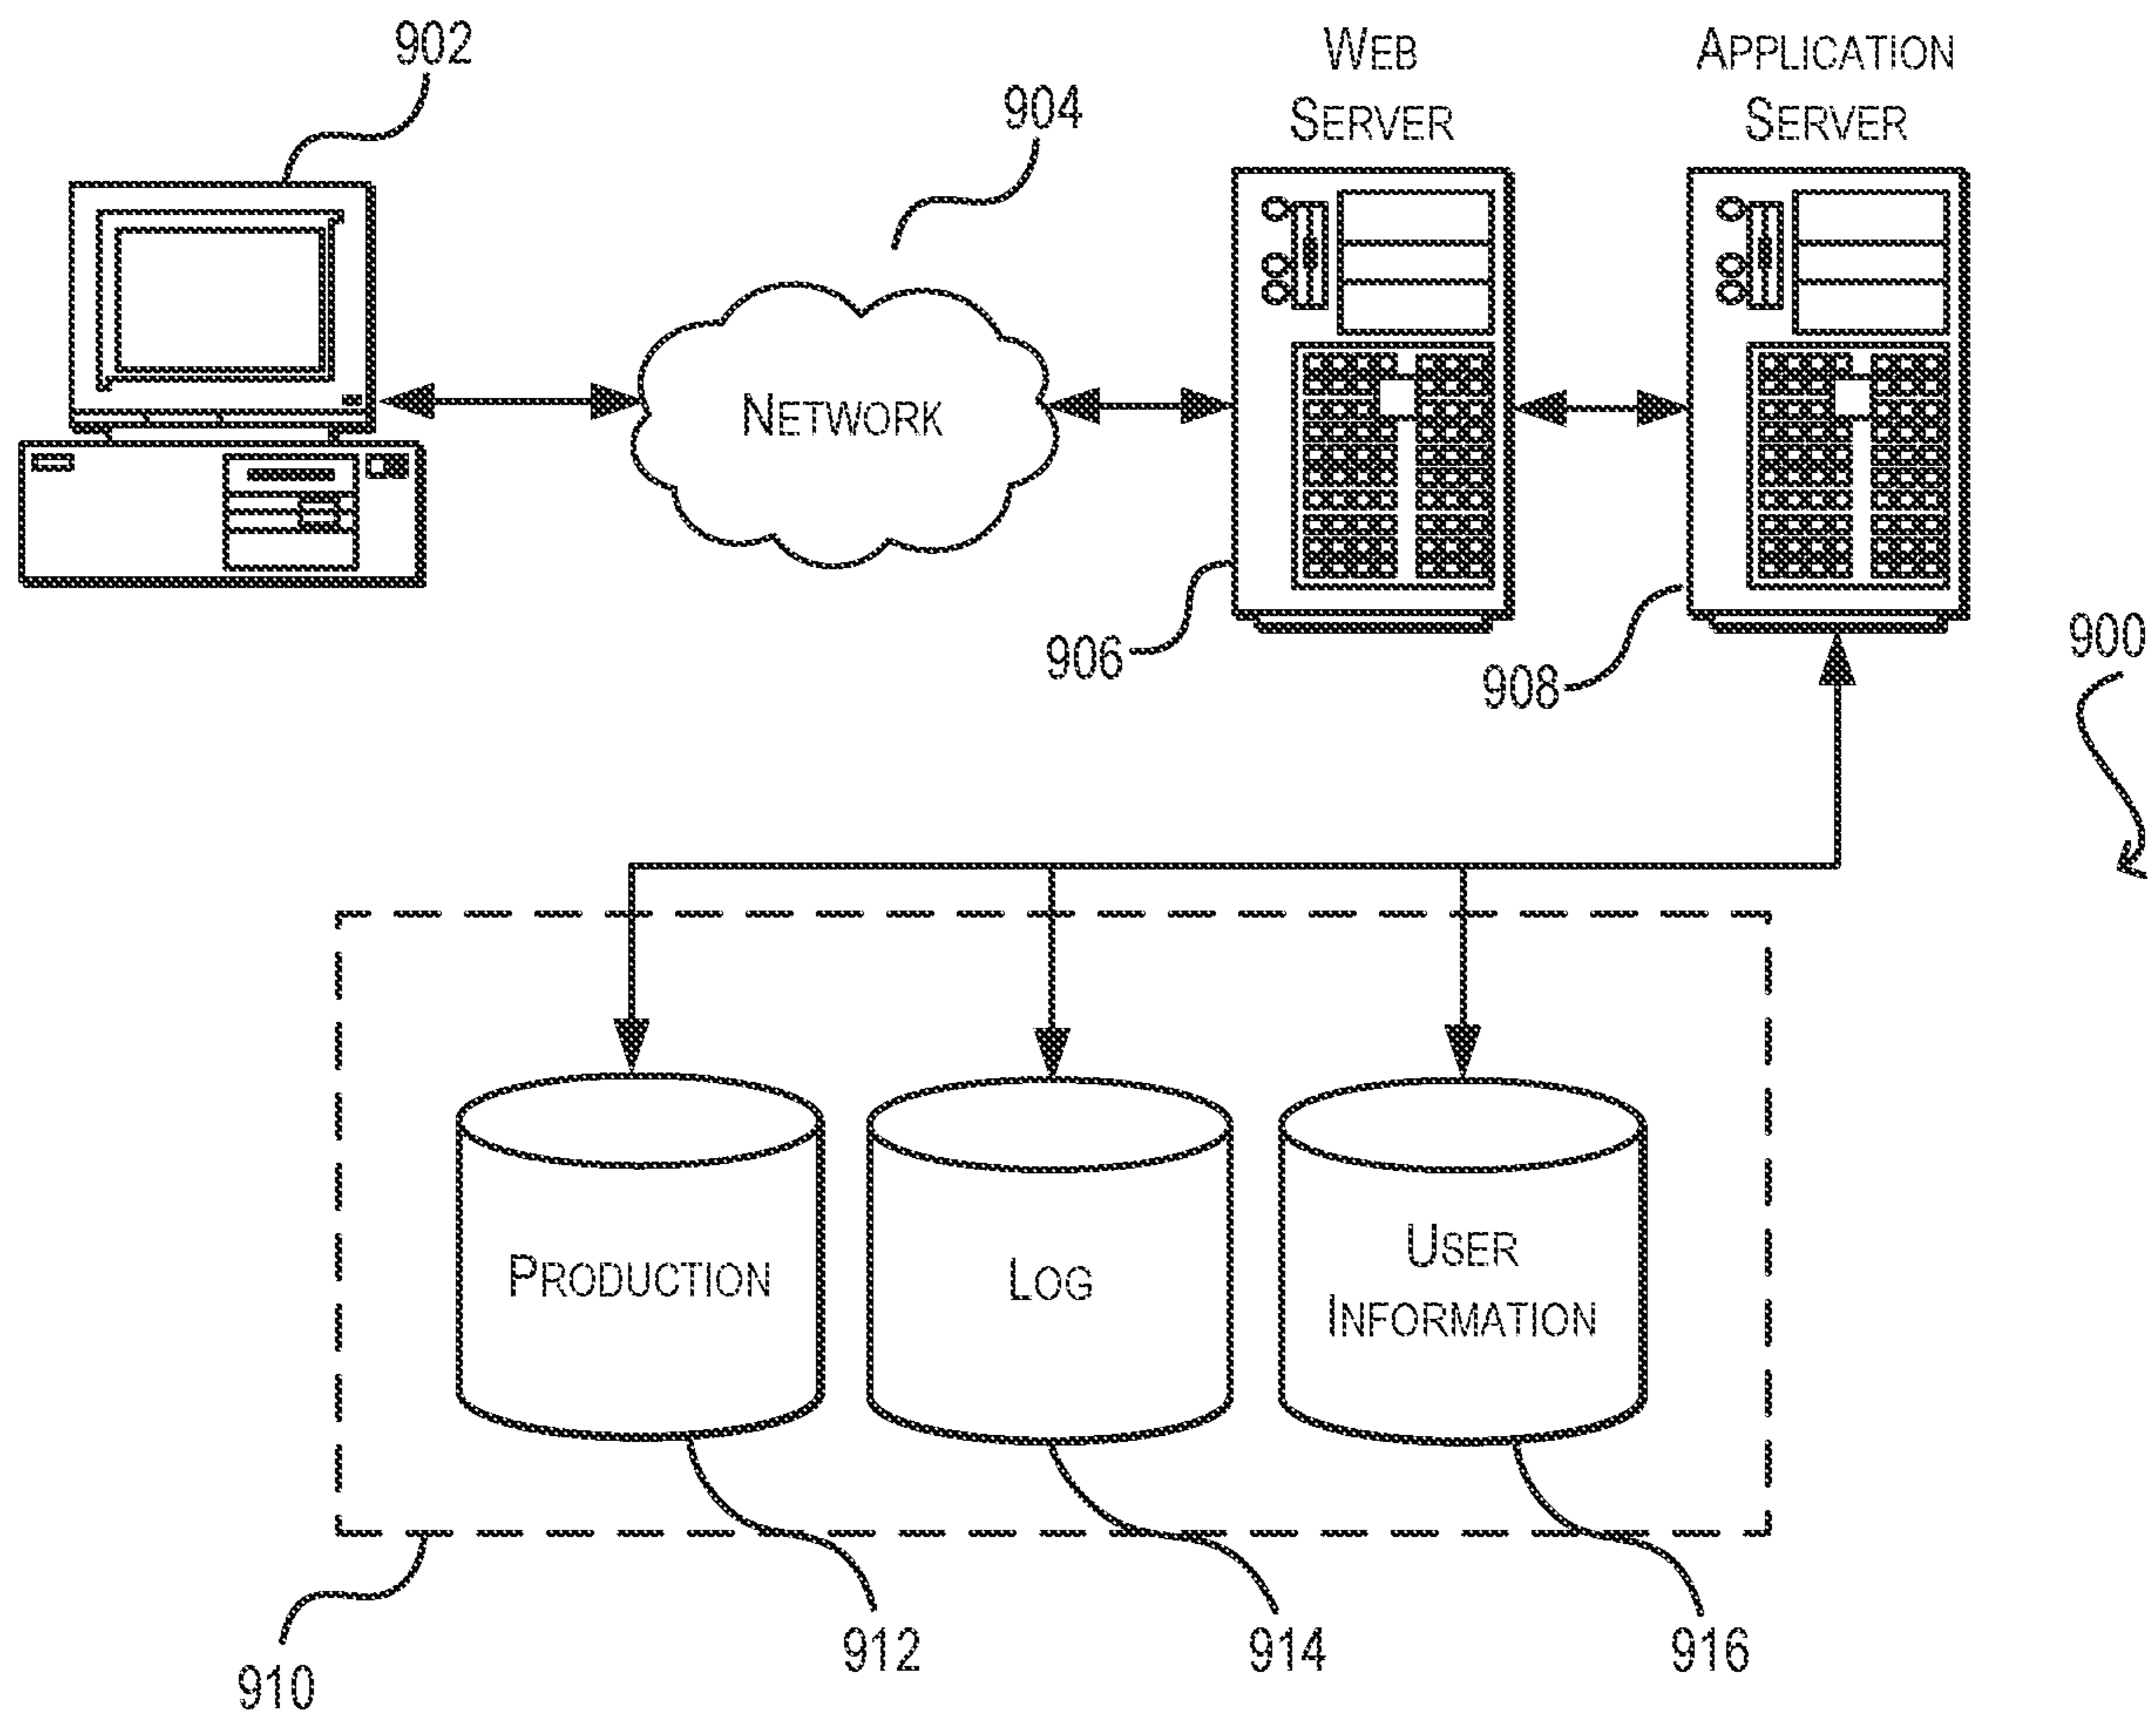 902
904
WEB
SERVER
APPLICATION
SERVER
NETWORK
906
908
900
PRODUCTION
LOG
USER
INFORMATION
910
912
914
916